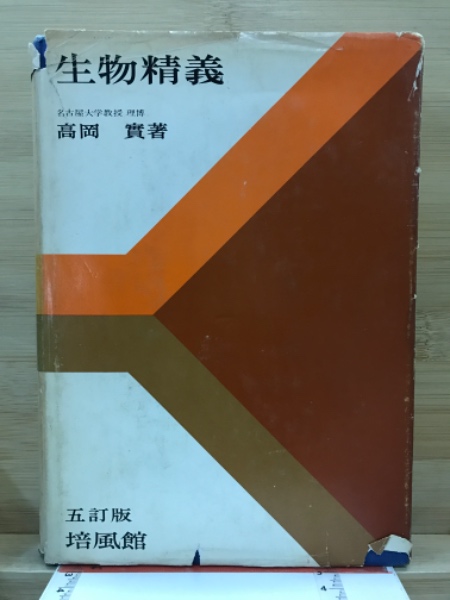 生物精義
名古屋大学教授 理博
高岡 實著
五訂版
培風館